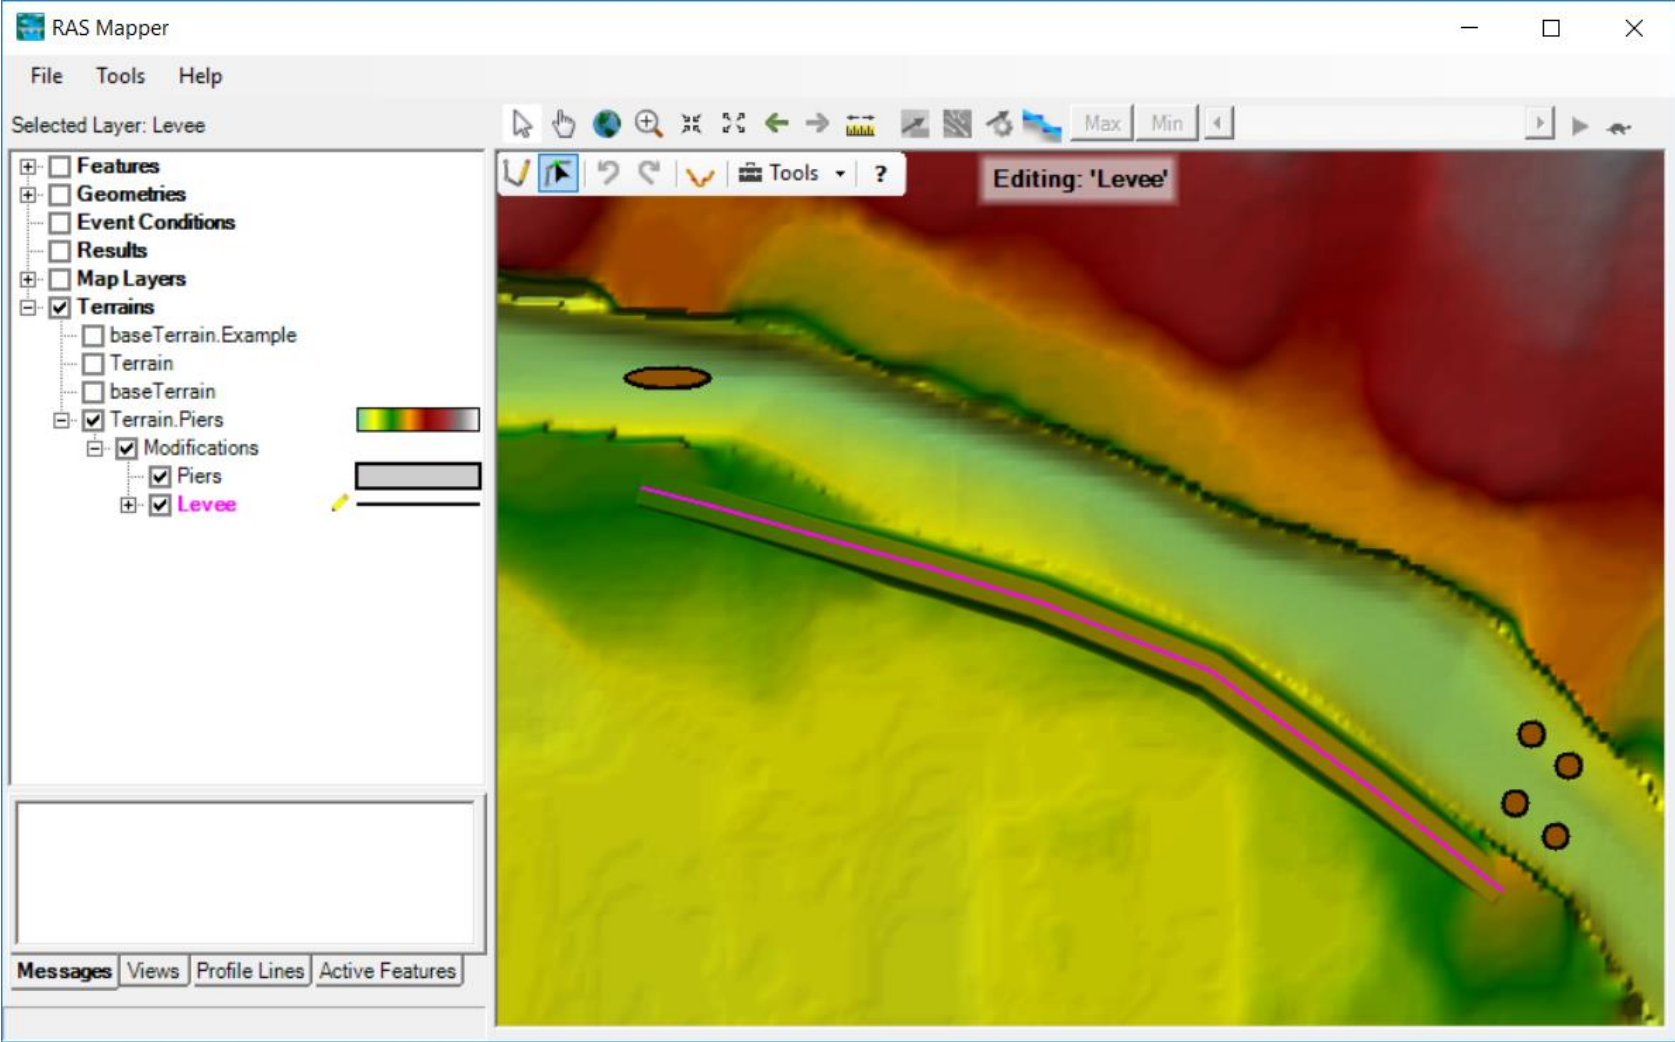 RAS Mapper
File Tools Help
Selected Layer: Levee
Max Min
Features
Geometries
Event Conditions
Results
Map Layers
Terrains
baseTerrain.Example
Terrain
baseTerrain
Terrain.Piers
Modifications
Piers
Levee
Tools ?
Editing: 'Levee'
Messages Views Profile Lines Active Features